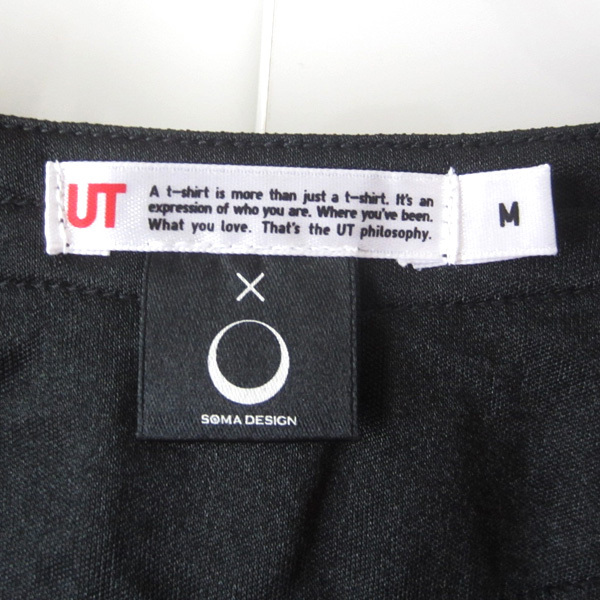 UT
A t-shirt is more than just a t-shirt. It's an
expression of who you are. Where you've been.
What you love. That's the UT philosophy.
M
×
SOMA DESIGN